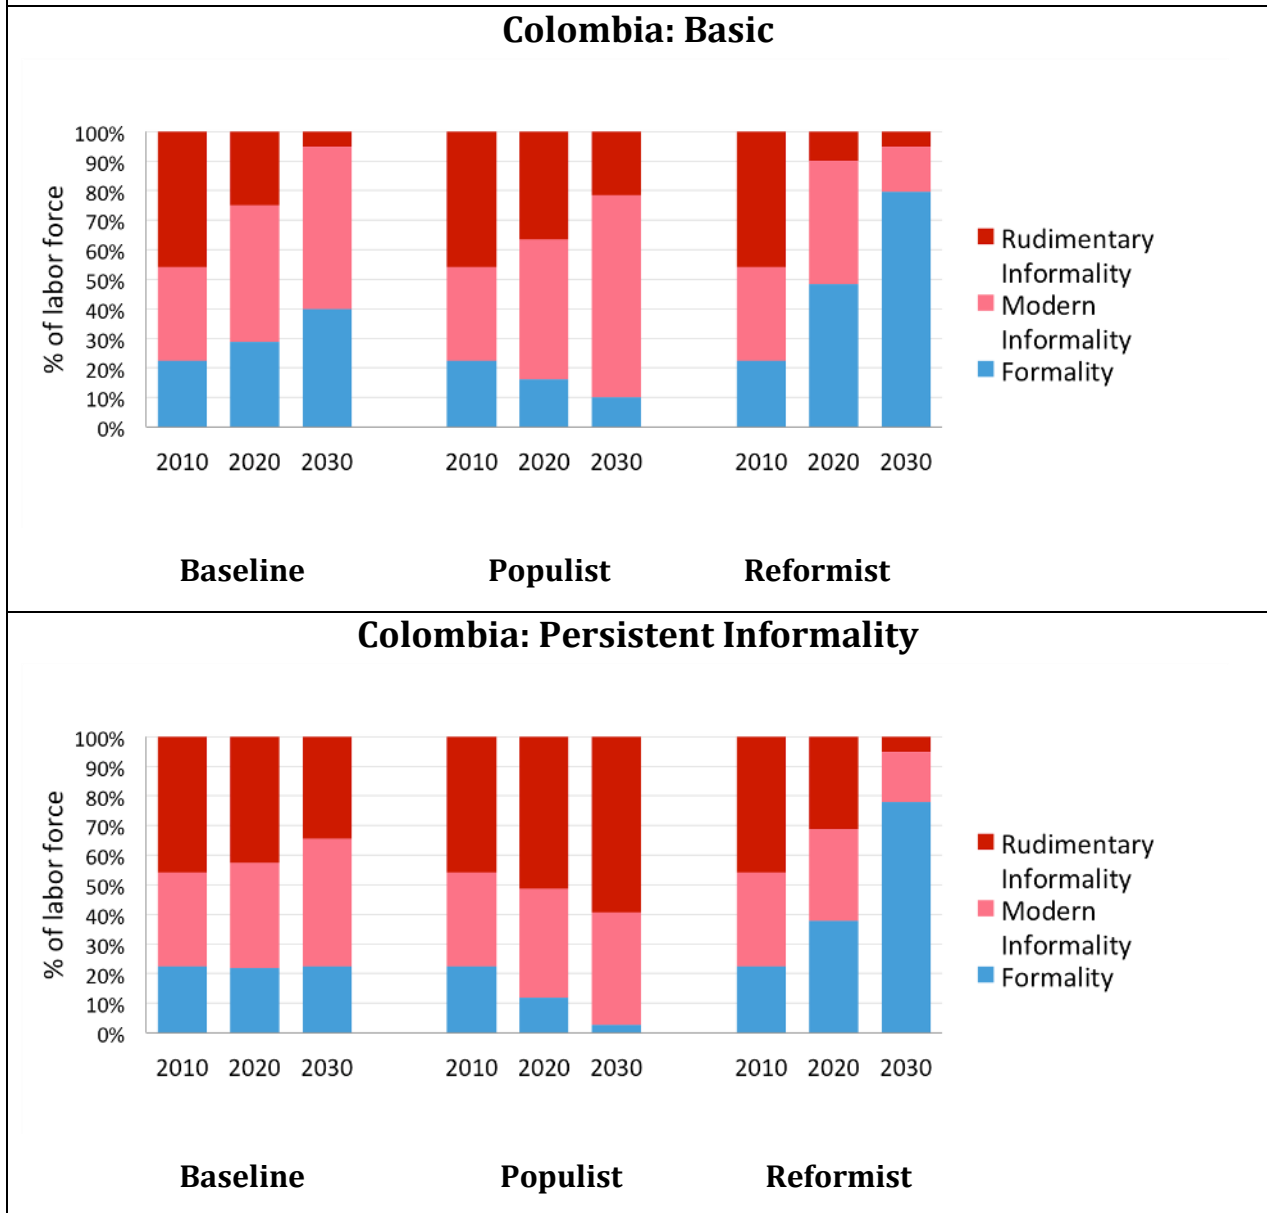 Colombia: Basic
100%
90%
80%
70%
60%
50%
40%
30%
20%
10%
0%
% of labor force
2010 2020 2030 2010 2020 2030 2010 2020 2030
Rudimentary
Informality
Modern
Informality
Formality
Baseline Populist Reformist
Colombia: Persistent Informality
100%
90%
80%
70%
60%
50%
40%
30%
20%
10%
0%
% of labor force
2010 2020 2030 2010 2020 2030 2010 2020 2030
Rudimentary
Informality
Modern
Informality
Formality
Baseline Populist Reformist